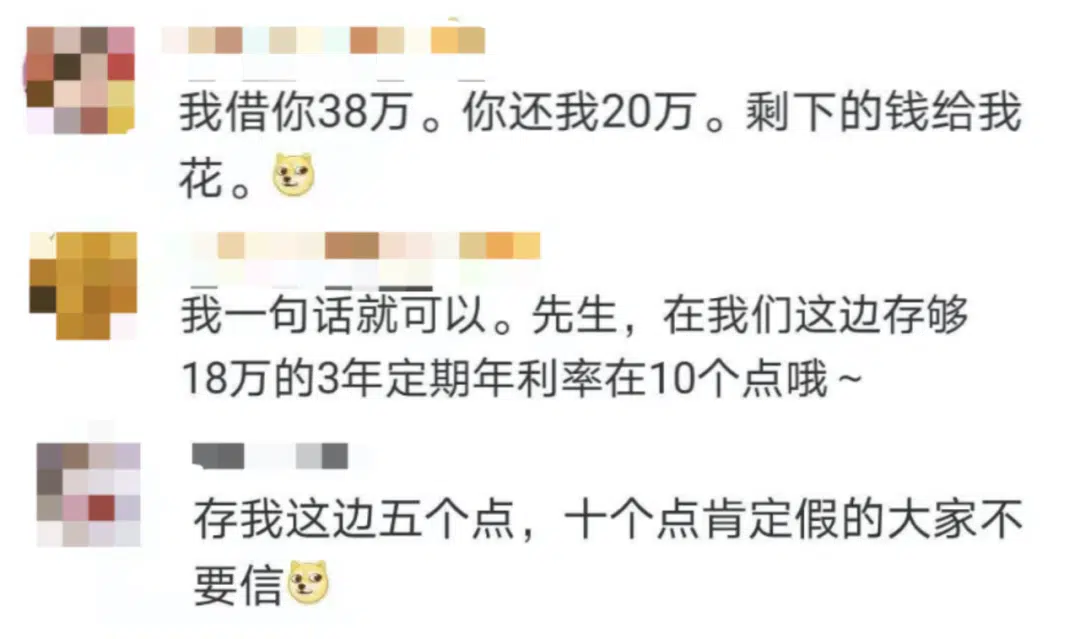 我借你38万。你还我20万。剩下的钱给我
花。
我一句话就可以。先生，在我们这边存够
18万的3年定期年利率在10个点哦~
存我这边五个点，十个点肯定假的大家不
要信